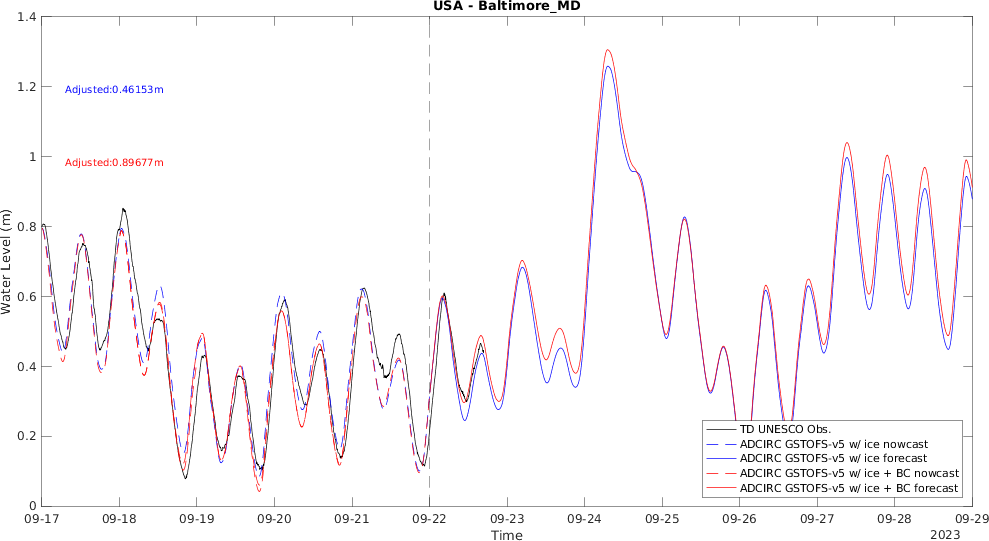 USA - Baltimore_MD
1.4
1.2
1
0.8
0.6
0.4
0.2
0
Water Level (m)
Adjusted:0.46153m
Adjusted:0.89677m
TD UNESCO Obs.
ADCIRC GSTOFS-v5 w/ ice nowcast
ADCIRC GSTOFS-v5 w/ ice forecast
ADCIRC GSTOFS-v5 w/ ice + BC nowcast
ADCIRC GSTOFS-v5 w/ ice + BC forecast
09-17 09-18 09-19 09-20 09-21 09-22 09-23 09-24 09-25 09-26 09-27 09-28 09-29
Time
2023